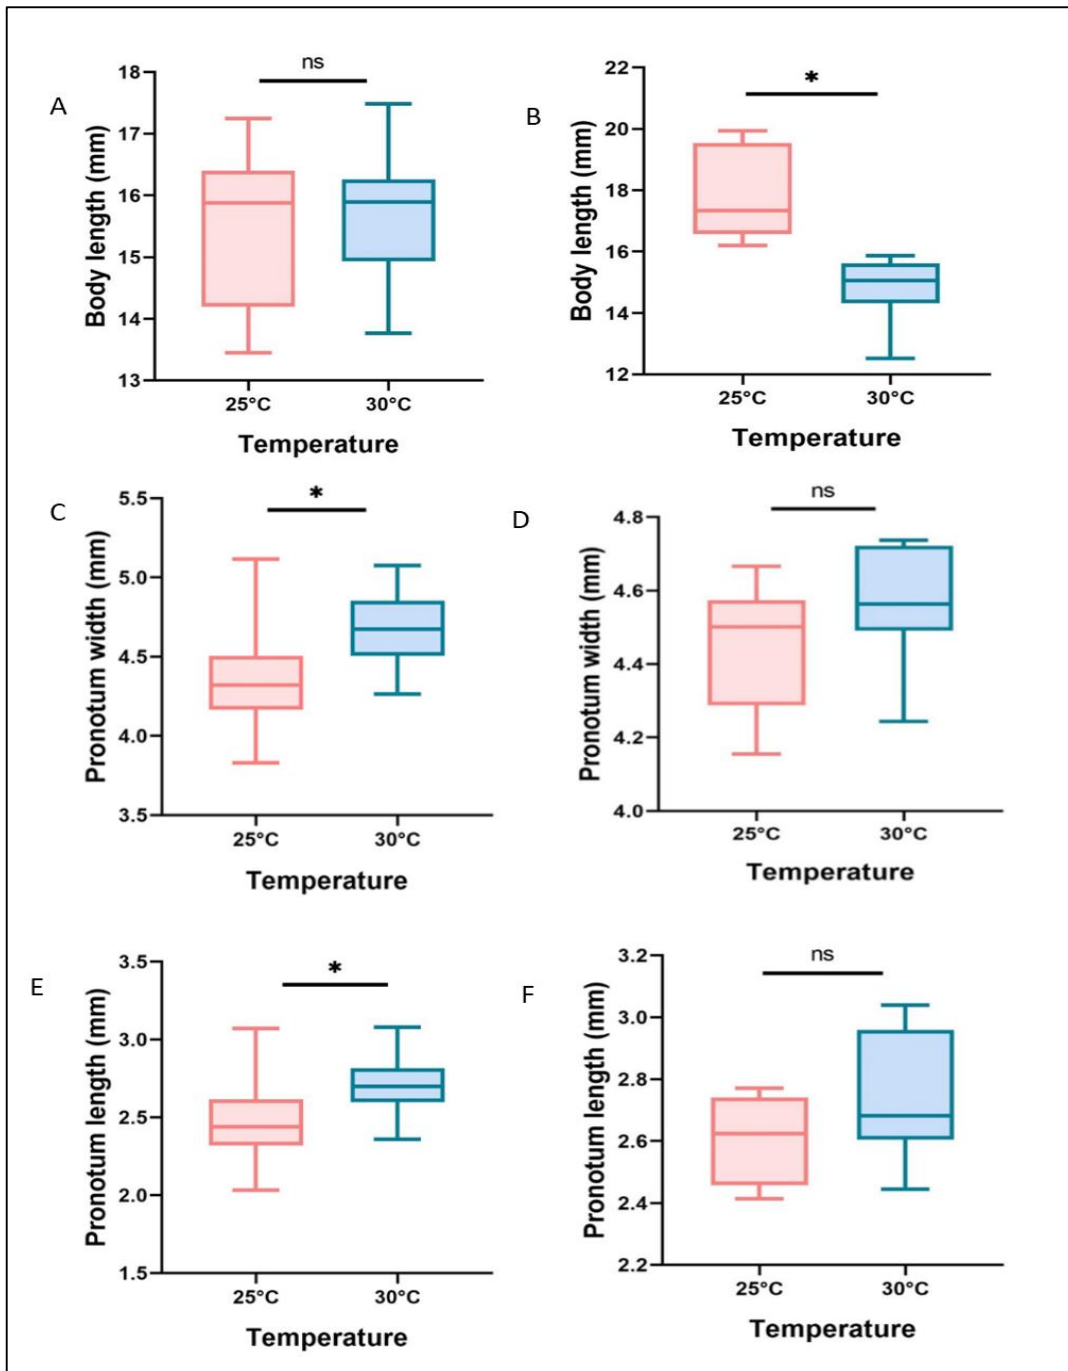 A
ns
Body length (mm)
18
17
16
15
14
13
25°C 30°C
Temperature
B
*
Body length (mm)
22
20
18
16
14
12
25°C 30°C
Temperature
C
*
Pronotum width (mm)
5.5
5.0
4.5
4.0
3.5
25°C 30°C
Temperature
D
ns
Pronotum width (mm)
4.8
4.6
4.4
4.2
4.0
25°C 30°C
Temperature
E
*
Pronotum length (mm)
3.5
3.0
2.5
2.0
1.5
25°C 30°C
Temperature
F
ns
Pronotum length (mm)
3.2
3.0
2.8
2.6
2.4
2.2
25°C 30°C
Temperature